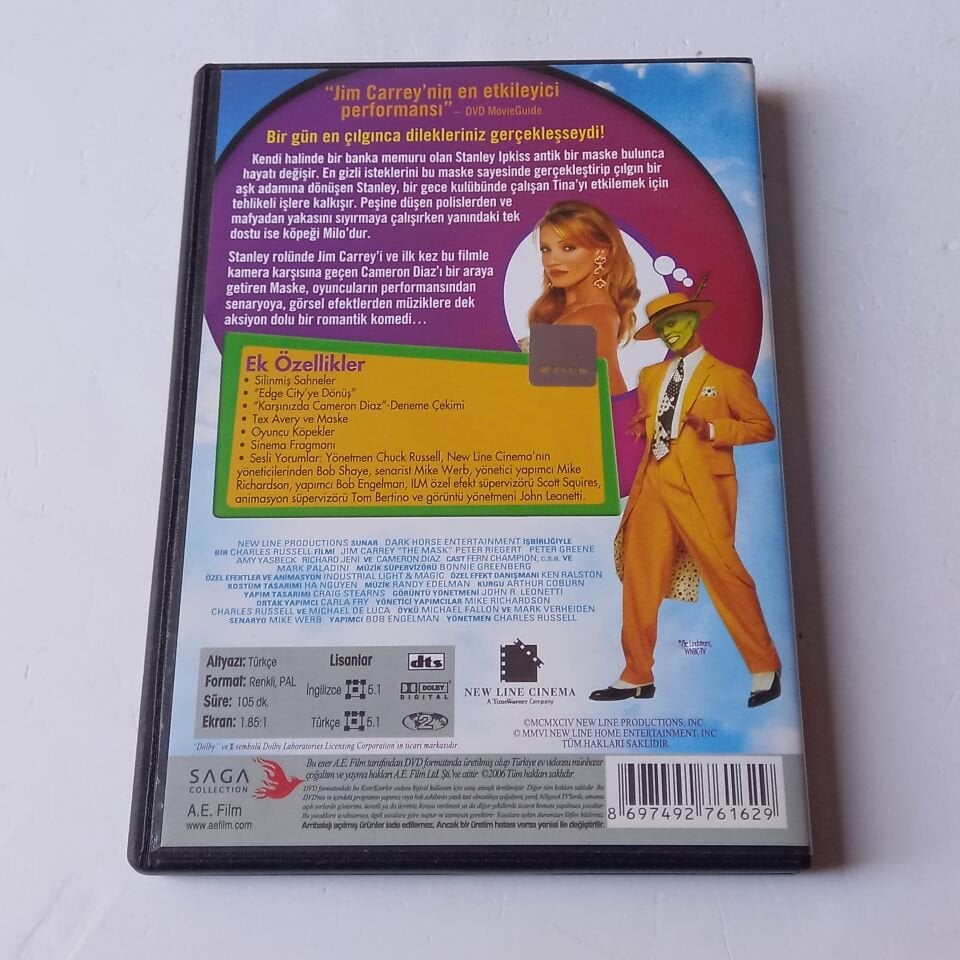 "Jim Carrey'nin en etkileyici
performansı" – DVD MovieGuide
Bir gün en çılgınca dilekleriniz gerçekleşseydi!
Kendi halinde bir banka memuru olan Stanley Ipkiss antik bir maske bulunca
hayatı değişir. En gizli isteklerini bu maske sayesinde gerçekleştirip çılgın bir
aşk adamına dönüşen Stanley, bir gece kulübünde çalışan Tina'yı etkilemek için
tehlikeli işlere kalkışır. Peşine düşen polislerden ve
mafyadan yakasını sıyırmaya çalışırken yanındaki tek
dostu ise köpeği Milo'dur.
Stanley rolünde Jim Carrey'i ve ilk kez bu filmle
kamera karşısına geçen Cameron Diaz'ı bir araya
getiren Maske, oyuncuların performansından
senaryoya, görsel efektlerden müziklere dek
aksiyon dolu bir romantik komedi...
Ek Özellikler
• Silinmiş Sahneler
• "Edge City'ye Dönüş"
• "Karşınızda Cameron Diaz"-Deneme Çekimi
• Tex Avery ve Maske
• Oyuncu Köpekler
• Sinema Fragmanı
• Sesli Yorumlar: Yönetmen Chuck Russell, New Line Cinema'nın
yöneticilerinden Bob Shaye, senarist Mike Werb, yönetici yapımcı Mike
Richardson, yapımcı Bob Engelman, ILM özel efekt süpervizörü Scott Squires,
animasyon süpervizörü Tom Bertino ve görüntü yönetmeni John Leonetti.
NEW LINE PRODUCTIONS SUNAR DARK HORSE ENTERTAINMENT İŞBİRLİĞİYLE
BİR CHARLES RUSSELL FİLMİ JIM CARREY "THE MASK" PETER RIEGERT PETER GREENE
AMY YASBECK RICHARD JENI VE CAMERON DIAZ CAST FERN CHAMPION, C.S.A. VE
MARK PALADINI MÜZİK SÜPERVİZÖRÜ BONNIE GREENBERG
ÖZEL EFEKTLER VE ANİMASYON INDUSTRIAL LIGHT & MAGIC ÖZEL EFEKT DANIŞMANI KEN RALSTON
KOSTÜM TASARIMI HA NGUYEN MÜZİK RANDY EDELMAN KURGU ARTHUR COBURN
YAPIM TASARIMI CRAIG STEARNS GÖRÜNTÜ YÖNETMENİ JOHN R. LEONETTI
ORTAK YAPIMCI CARLA FRY YÖNETİCİ YAPIMCILAR MIKE RICHARDSON
CHARLES RUSSELL VE MICHAEL DE LUCA ÖYKÜ MICHAEL FALLON VE MARK VERHEIDEN
SENARYO MIKE WERB YAPIMCI BOB ENGELMAN YÖNETMEN CHARLES RUSSELL
*Pie Lindstrom,
WNBC-TV
Altyazı: Türkçe
Format: Renkli, PAL
Süre: 105 dk.
Ekran: 1.85:1
Lisanlar
İngilizce 5.1
Türkçe 5.1
dts
DOLBY
DIGITAL
2
NEW LINE CINEMA
A TimeWarner Company
©MCMXCIV NEW LINE PRODUCTIONS, INC.
© MMVI NEW LINE HOME ENTERTAINMENT, INC
TÜM HAKLARI SAKLIDIR.
"Dolby" ve sembolü Dolby Laboratories Licensing Corporation'ın ticari markasıdır.
SAGA
COLLECTION
A.E. Film
www.aefilm.com
Bu eser A.E. Film tarafından DVD formatında üretilmiş olup Türkiye ev videosu münhasır
çoğaltım ve yayma hakları A.E. Film Ltd. Şti.'ne aittir. ©2006 Tüm hakları saklıdır.
Ambalajı açılmış ürünler iade edilemez. Ancak bir üretim hatası varsa yenisi ile değiştirilir.
8 697492 761629